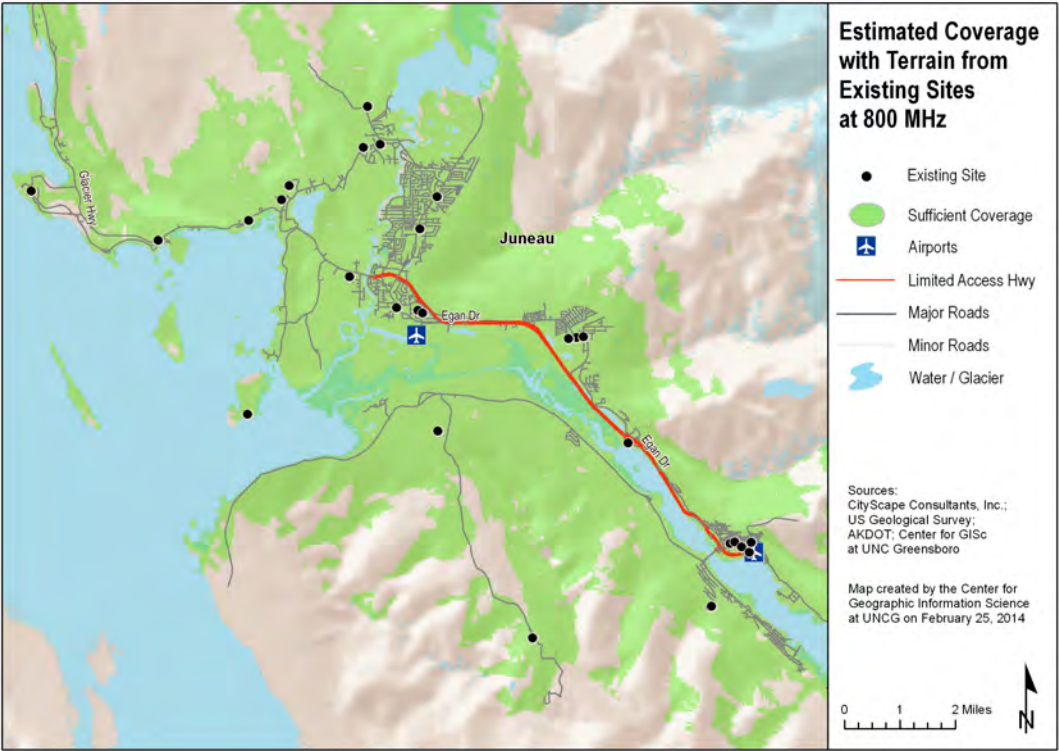 Estimated Coverage
with Terrain from
Existing Sites
at 800 MHz
Existing Site
Sufficient Coverage
Airports
Limited Access Hwy
Major Roads
Minor Roads
Water / Glacier
Sources:
CityScape Consultants, Inc.;
US Geological Survey;
AKDOT; Center for GISc
at UNC Greensboro
Map created by the Center for
Geographic Information Science
at UNCG on February 25, 2014
0 1 2 Miles
N
Glacier Hwy
Juneau
Egan Dr
Egan Dr